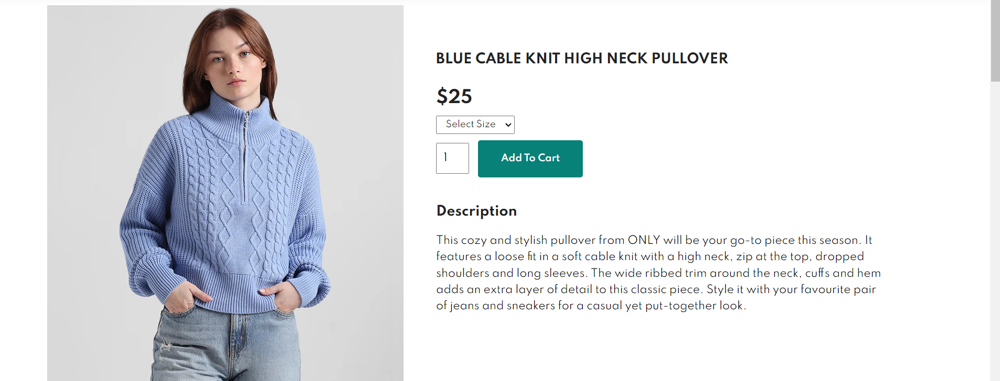 BLUE CABLE KNIT HIGH NECK PULLOVER
$25
Select Size
1
Add To Cart
Description
This cozy and stylish pullover from ONLY will be your go-to piece this season. It
features a loose fit in a soft cable knit with a high neck, zip at the top, dropped
shoulders and long sleeves. The wide ribbed trim around the neck, cuffs and hem
adds an extra layer of detail to this classic piece. Style it with your favourite pair
of jeans and sneakers for a casual yet put-together look.